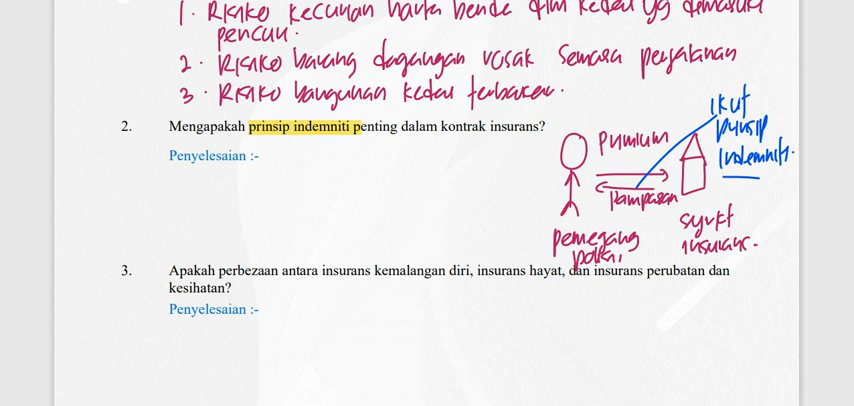 1. Risiko kecurian harta benda dlm kedai yg dimasuki
pencuri.
2. Risiko barang dagangan rosak semasa perjalanan
3. Risiko bangunan kedai terbakar.
2. Mengapakah prinsip indemniti penting dalam kontrak insurans?
Penyelesaian :-
Ikut
prinsip
Indemniti.
Premium
Pampasan
pemegang
polisi
syrkt
insurans.
3. Apakah perbezaan antara insurans kemalangan diri, insurans hayat, dan insurans perubatan dan
kesihatan?
Penyelesaian :-